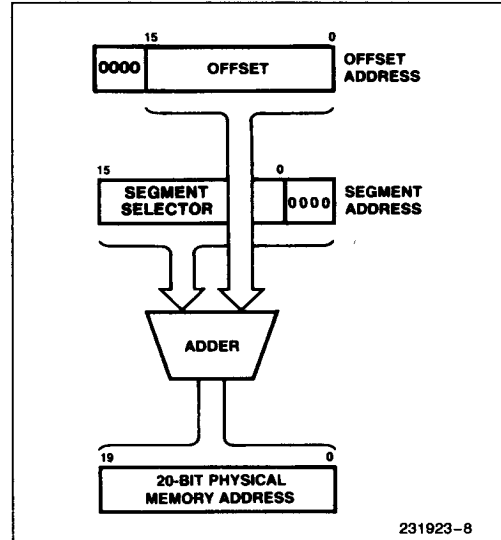 15 0
0000 OFFSET OFFSET
ADDRESS
15 0
SEGMENT
SELECTOR 0000 SEGMENT
ADDRESS
ADDER
19 0
20-BIT PHYSICAL
MEMORY ADDRESS
231923-8